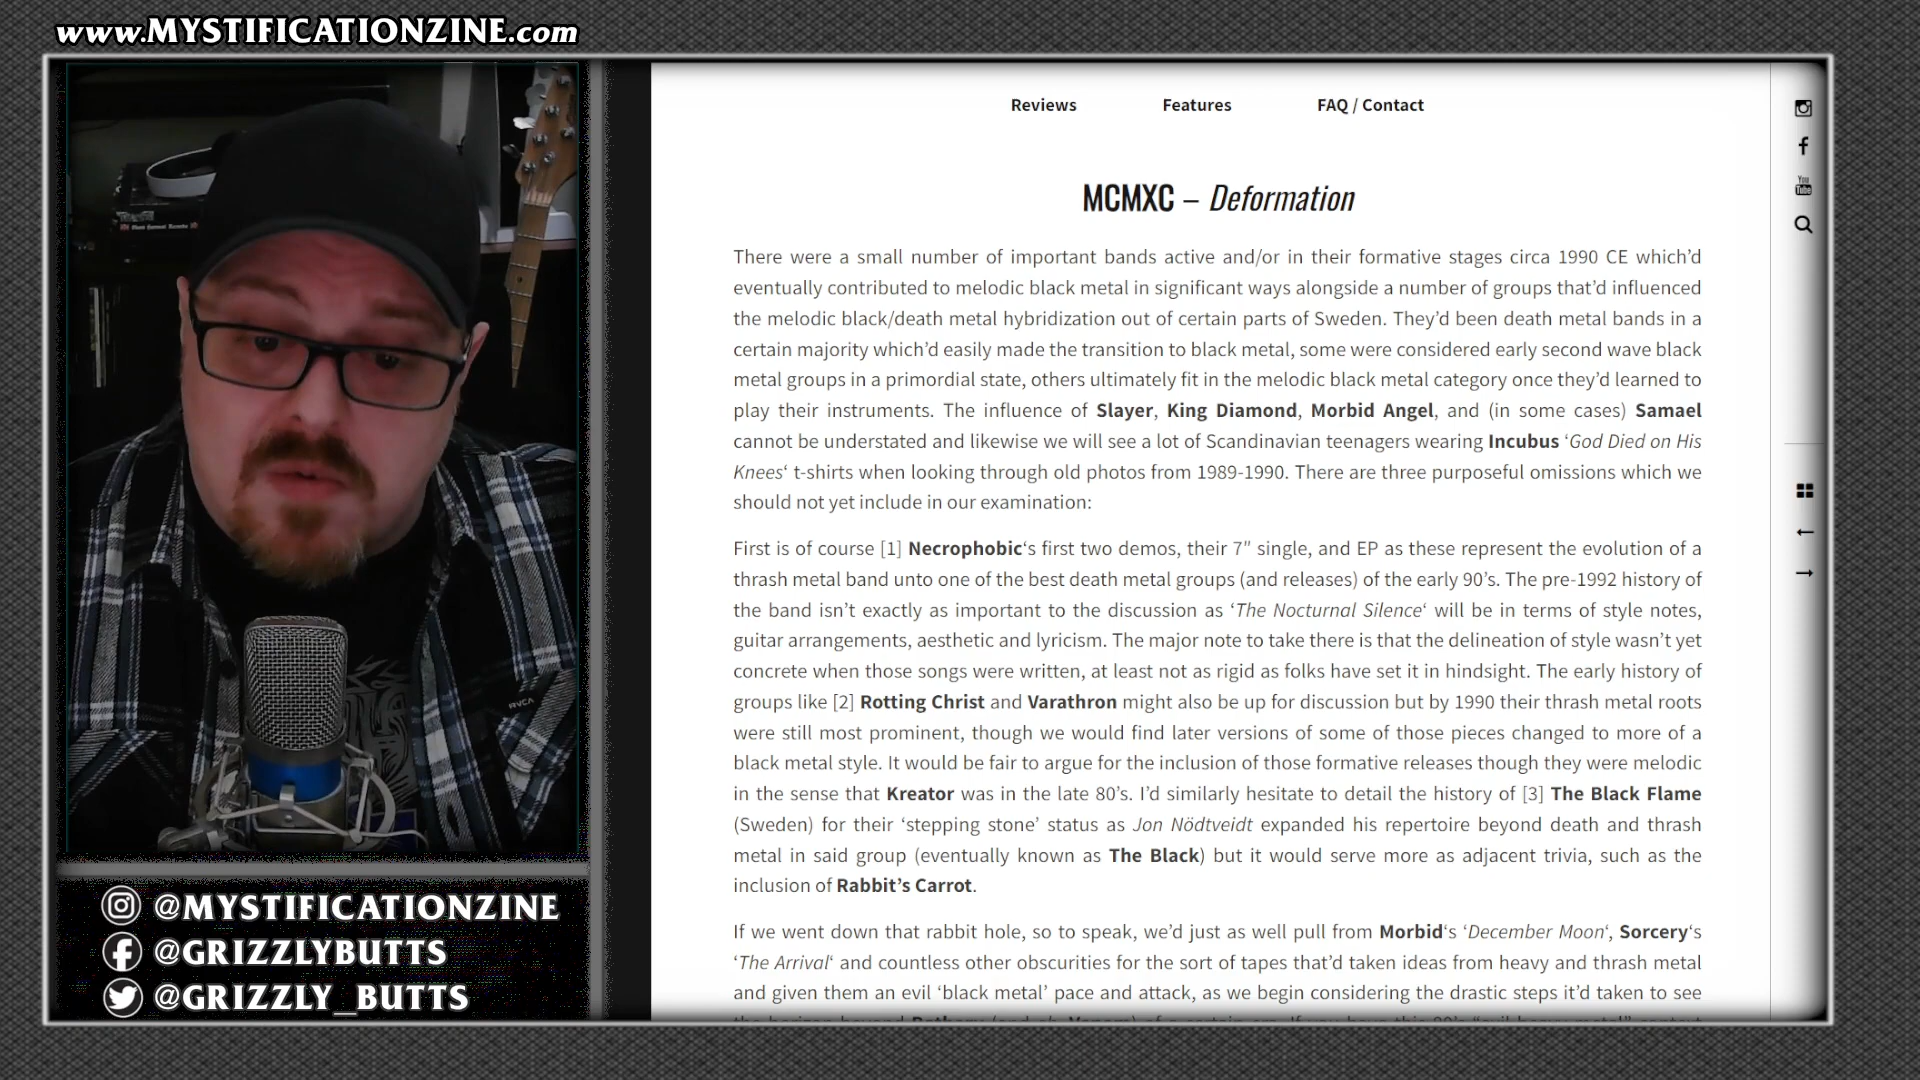 www.MYSTIFICATIONZINE.com
Reviews Features FAQ / Contact
MCMXC – Deformation
There were a small number of important bands active and/or in their formative stages circa 1990 CE which’d
eventually contributed to melodic black metal in significant ways alongside a number of groups that’d influenced
the melodic black/death metal hybridization out of certain parts of Sweden. They’d been death metal bands in a
certain majority which’d easily made the transition to black metal, some were considered early second wave black
metal groups in a primordial state, others ultimately fit in the melodic black metal category once they’d learned to
play their instruments. The influence of Slayer, King Diamond, Morbid Angel, and (in some cases) Samael
cannot be understated and likewise we will see a lot of Scandinavian teenagers wearing Incubus ‘God Died on His
Knees‘ t-shirts when looking through old photos from 1989-1990. There are three purposeful omissions which we
should not yet include in our examination:
First is of course [1] Necrophobic‘s first two demos, their 7″ single, and EP as these represent the evolution of a
thrash metal band unto one of the best death metal groups (and releases) of the early 90’s. The pre-1992 history of
the band isn’t exactly as important to the discussion as ‘The Nocturnal Silence‘ will be in terms of style notes,
guitar arrangements, aesthetic and lyricism. The major note to take there is that the delineation of style wasn’t yet
concrete when those songs were written, at least not as rigid as folks have set it in hindsight. The early history of
groups like [2] Rotting Christ and Varathron might also be up for discussion but by 1990 their thrash metal roots
were still most prominent, though we would find later versions of some of those pieces changed to more of a
black metal style. It would be fair to argue for the inclusion of those formative releases though they were melodic
in the sense that Kreator was in the late 80’s. I’d similarly hesitate to detail the history of [3] The Black Flame
(Sweden) for their ‘stepping stone’ status as Jon Nödtveidt expanded his repertoire beyond death and thrash
metal in said group (eventually known as The Black) but it would serve more as adjacent trivia, such as the
inclusion of Rabbit’s Carrot.
If we went down that rabbit hole, so to speak, we’d just as well pull from Morbid‘s ‘December Moon‘, Sorcery‘s
‘The Arrival‘ and countless other obscurities for the sort of tapes that’d taken ideas from heavy and thrash metal
and given them an evil ‘black metal’ pace and attack, as we begin considering the drastic steps it’d taken to see
You Tube
RVCA
@MYSTIFICATIONZINE
@GRIZZLYBUTTS
@GRIZZLY_BUTTS